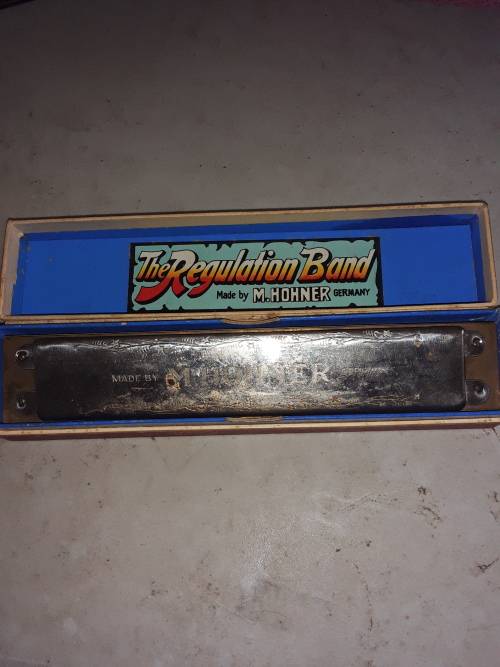 The Regulation Band
Made by M. HOHNER GERMANY
MADE BY M. HOHNER